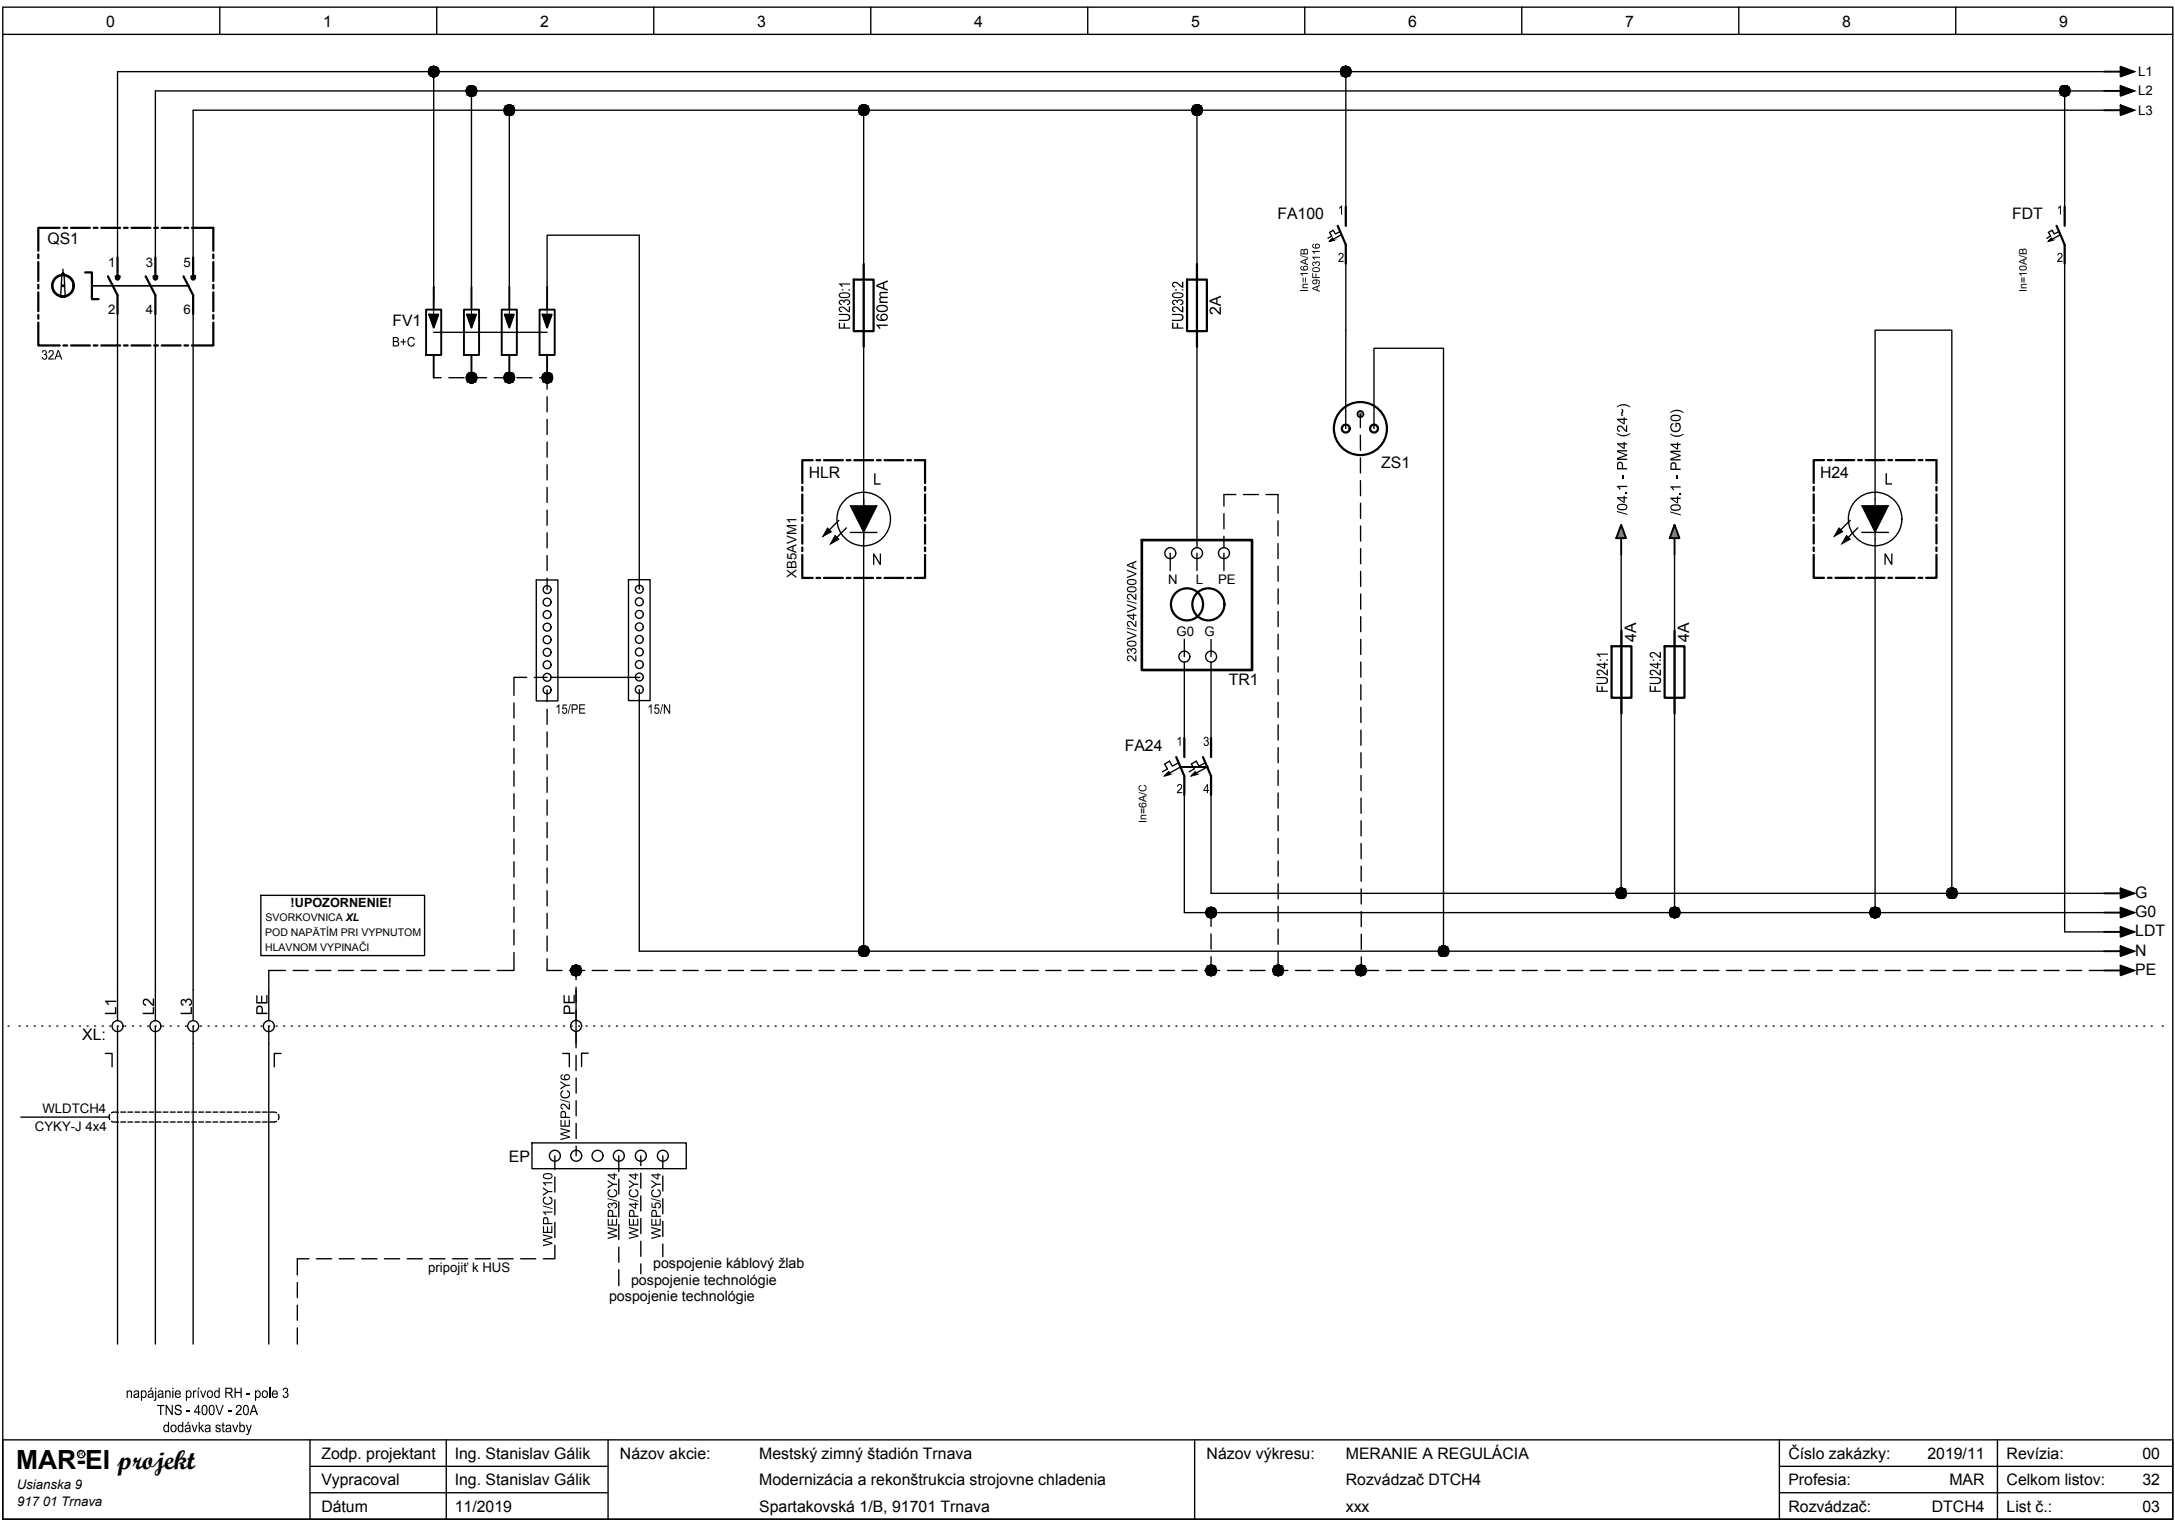 0 1 2 3 4 5 6 7 8 9
L1
L2
L3
QS1
1 3 5
2 4 6
32A
FV1
B+C
FU230:1
160mA
FU230:2
2A
FA100
1
2
In=16A/B
A9F03116
FDT
1
2
In=10A/B
ZS1
HLR
L
N
XB5AVM1
/04.1 - PM4 (24~)
/04.1 - PM4 (G0)
H24
L
N
230V/24V/200VA
N L PE
G0 G
TR1
FU24:1
4A
FU24:2
4A
15/PE
15/N
FA24
1 3
2 4
In=6A/C
!UPOZORNENIE!
SVORKOVNICA XL
POD NAPÄTÍM PRI VYPNUTOM
HLAVNOM VYPINAČI
G
G0
LDT
N
PE
L1 L2 L3 PE PE
XL:
WLDTCH4
CYKY-J 4x4
WEP2/CY6
EP
WEP1/CY10
WEP3/CY4
WEP4/CY4
WEP5/CY4
pripojiť k HUS
pospojenie káblový žlab
pospojenie technológie
pospojenie technológie
napájanie prívod RH - pole 3
TNS - 400V - 20A
dodávka stavby
MAR EI projekt
Usianska 9
917 01 Trnava
Zodp. projektant Ing. Stanislav Gálik
Vypracoval Ing. Stanislav Gálik
Dátum 11/2019
Názov akcie: Mestský zimný štadión Trnava
Modernizácia a rekonštrukcia strojovne chladenia
Spartakovská 1/B, 91701 Trnava
Názov výkresu: MERANIE A REGULÁCIA
Rozvádzač DTCH4
xxx
Číslo zakázky: 2019/11 Revízia: 00
Profesia: MAR Celkom listov: 32
Rozvádzač: DTCH4 List č.: 03